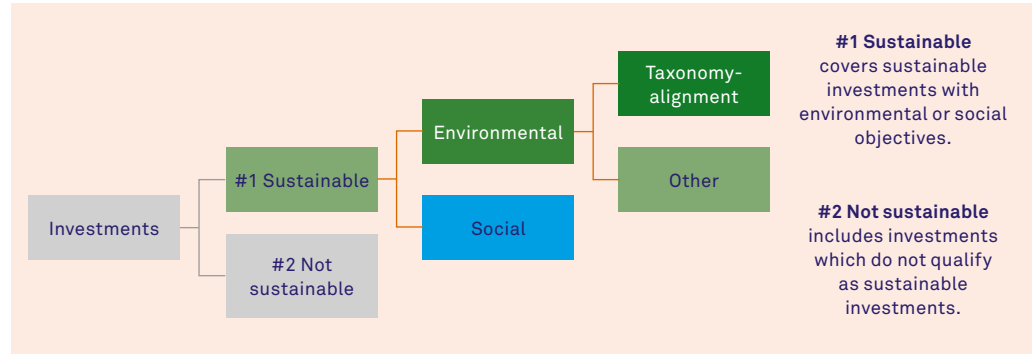 Investments
#1 Sustainable
#2 Not
sustainable
Environmental
Social
Taxonomy-
alignment
Other
#1 Sustainable
covers sustainable
investments with
environmental or social
objectives.
#2 Not sustainable
includes investments
which do not qualify
as sustainable
investments.